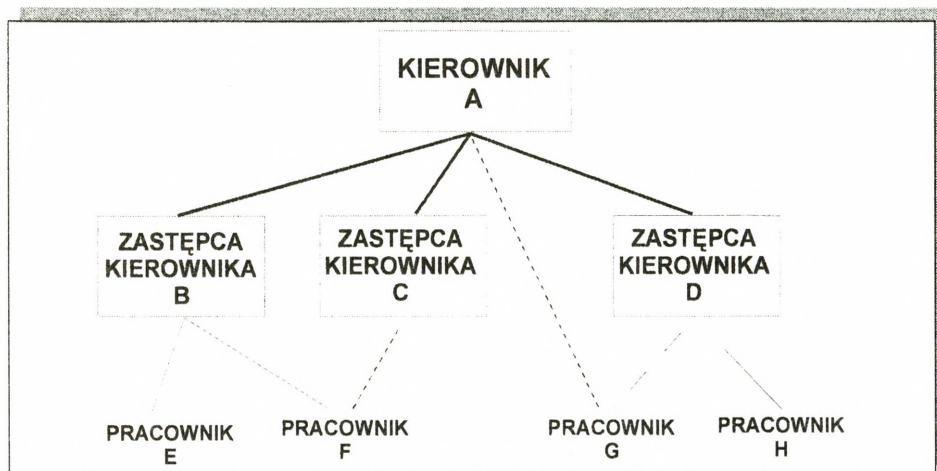 KIEROWNIK
A
ZASTĘPCA
KIEROWNIKA
B
ZASTĘPCA
KIEROWNIKA
C
ZASTĘPCA
KIEROWNIKA
D
PRACOWNIK
E
PRACOWNIK
F
PRACOWNIK
G
PRACOWNIK
H